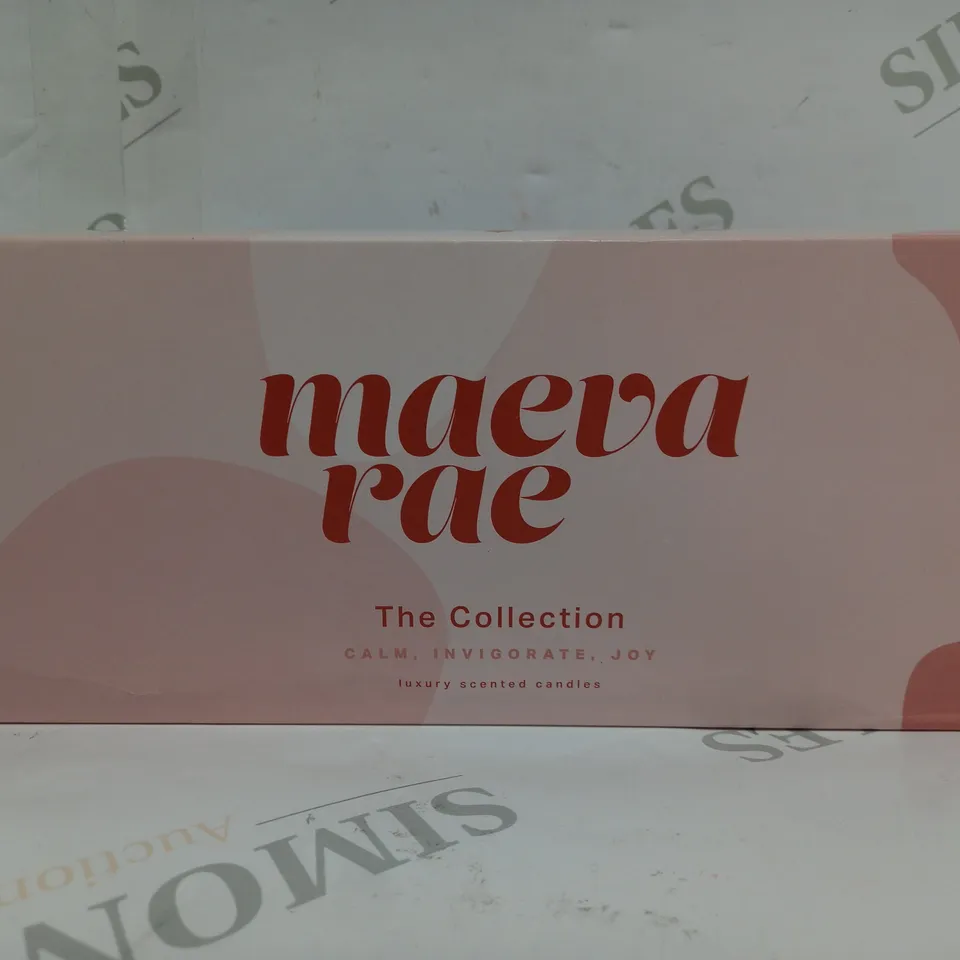 maeva
rae
The Collection
CALM, INVIGORATE, JOY
luxury scented candles
SIMON
Auction